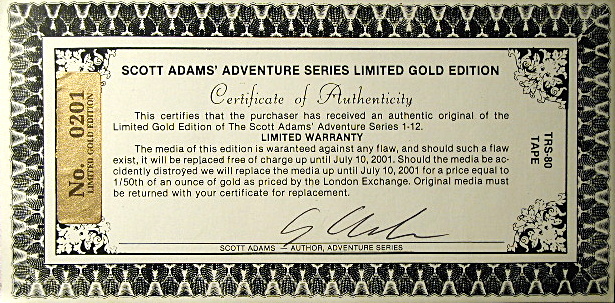 SCOTT ADAMS' ADVENTURE SERIES LIMITED GOLD EDITION
Certificate of Authenticity
This certifies that the purchaser has received an authentic original of the
Limited Gold Edition of The Scott Adams' Adventure Series 1-12.
LIMITED WARRANTY
The media of this edition is waranteed against any flaw, and should such a flaw
exist, it will be replaced free of charge up until July 10, 2001. Should the media be ac-
cidently distroyed we will replace the media up until July 10, 2001 for a price equal to
1/50th of an ounce of gold as priced by the London Exchange. Original media must
be returned with your certificate for replacement.
SCOTT ADAMS — AUTHOR, ADVENTURE SERIES
No. 0201
LIMITED GOLD EDITION
TRS-80
TAPE